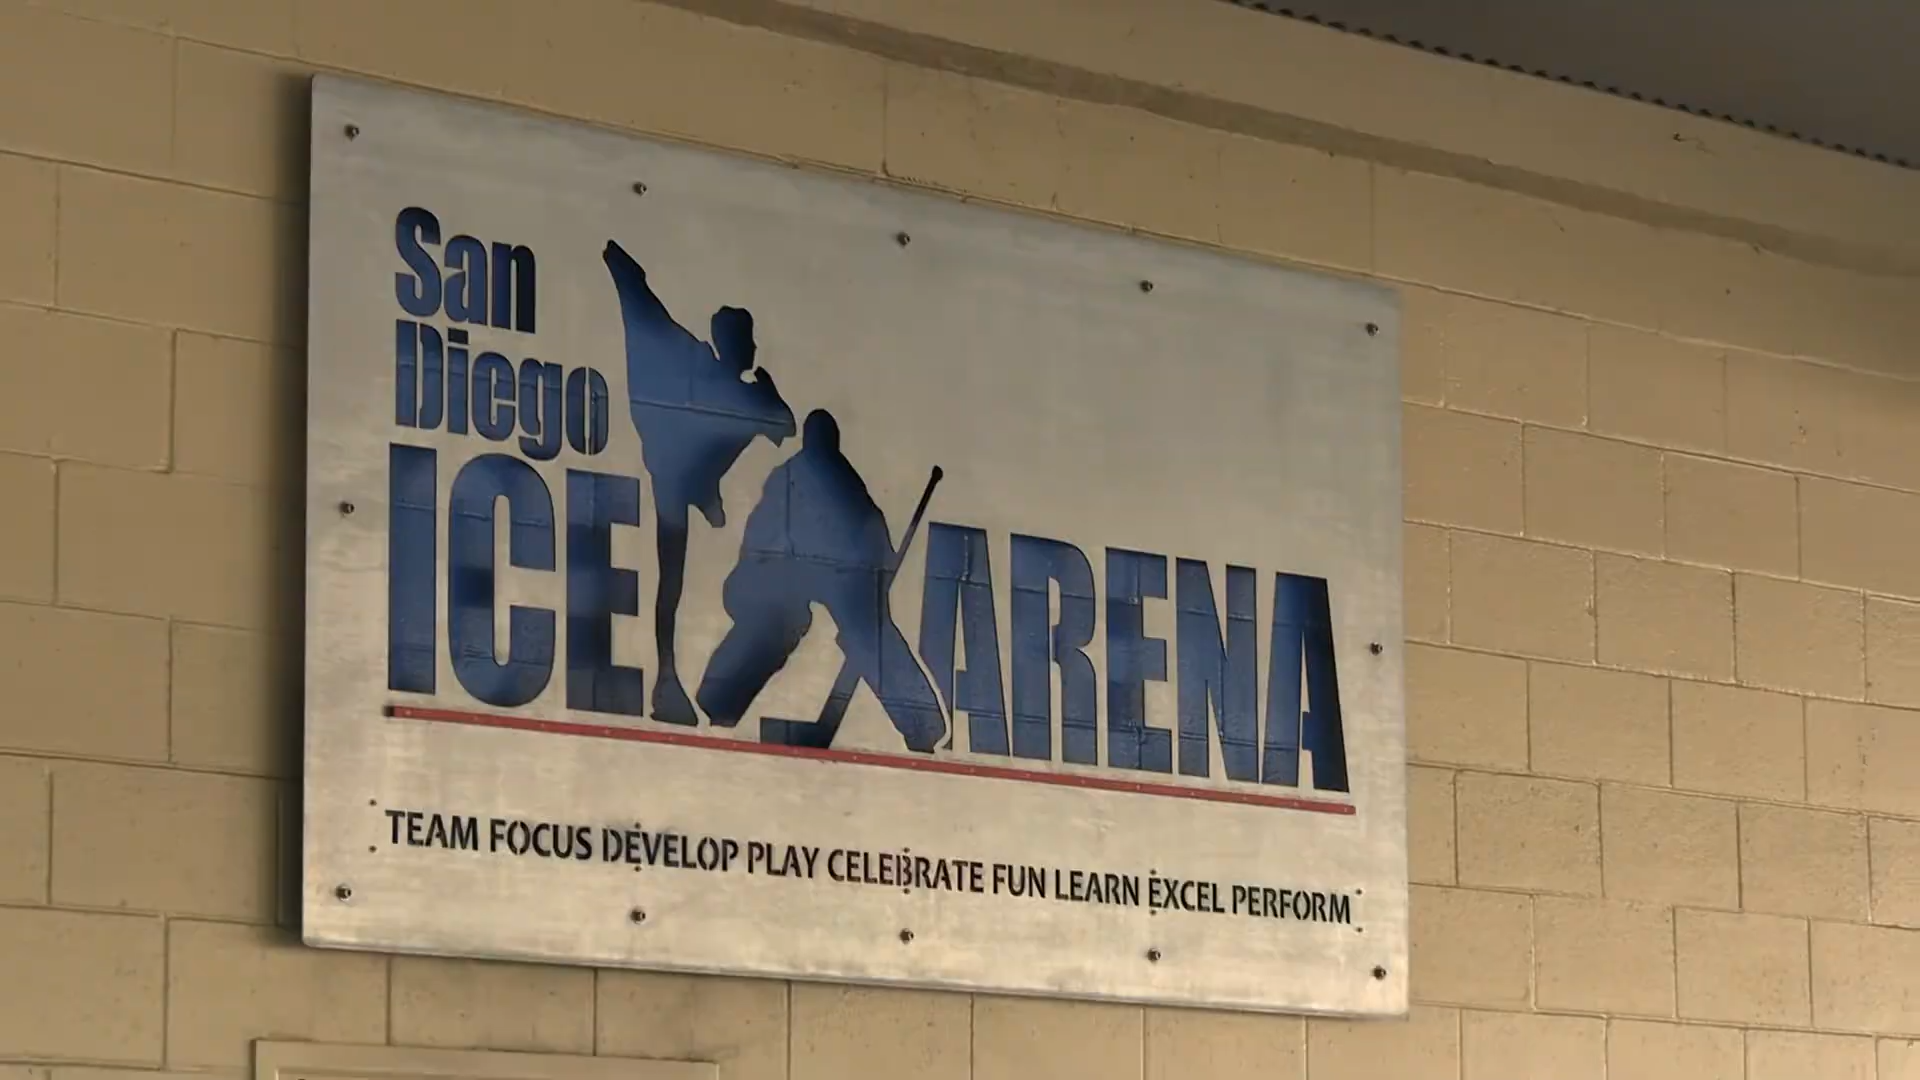 San
Diego
ICE ARENA
TEAM FOCUS DEVELOP PLAY CELEBRATE FUN LEARN EXCEL PERFORM